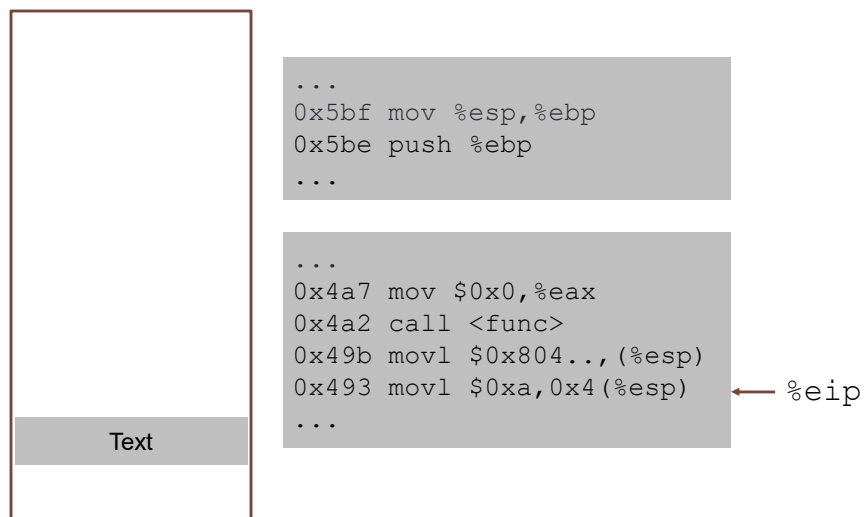 ...
0x5bf mov %esp,%ebp
0x5be push %ebp
...
...
0x4a7 mov $0x0,%eax
0x4a2 call <func>
0x49b movl $0x804..,(%esp)
0x493 movl $0xa,0x4(%esp)
...
%eip
Text